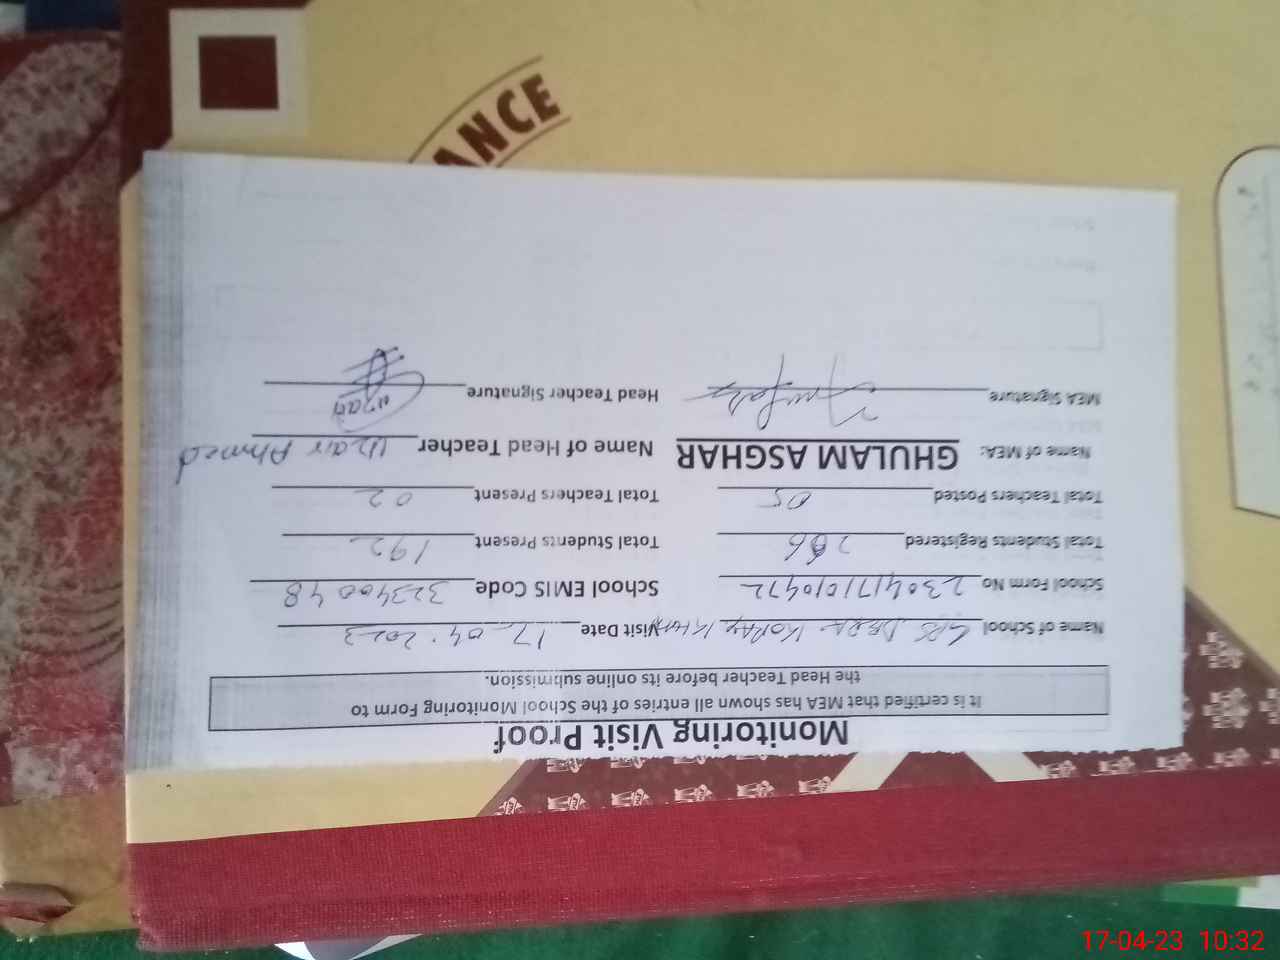 Monitoring Visit Proof
It is certified that MEA has shown all entries of the School Monitoring Form to
the Head Teacher before its online submission.
Name of School GPS DERA KORAY KHAN Visit Date 17-04-2023
School Form No 230417/010472 School EMIS Code 32340048
Total Students Registered 266 Total Students Present 192
Total Teachers Posted 05 Total Teachers Present 02
Name of MEA: GHULAM ASGHAR Name of Head Teacher Uzair Ahmed
MEA Signature Head Teacher Signature Uzair
ANCE
17-04-23 10:32